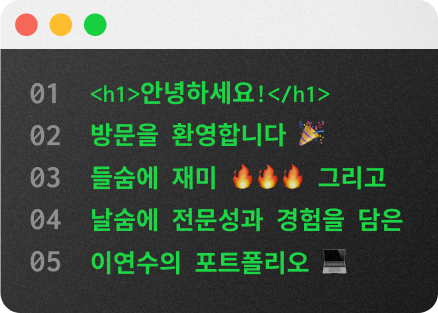 01 <h1>안녕하세요!</h1>
02 방문을 환영합니다 🎉
03 들숨에 재미 🔥🔥🔥 그리고
04 날숨에 전문성과 경험을 담은
05 이연수의 포트폴리오 💻